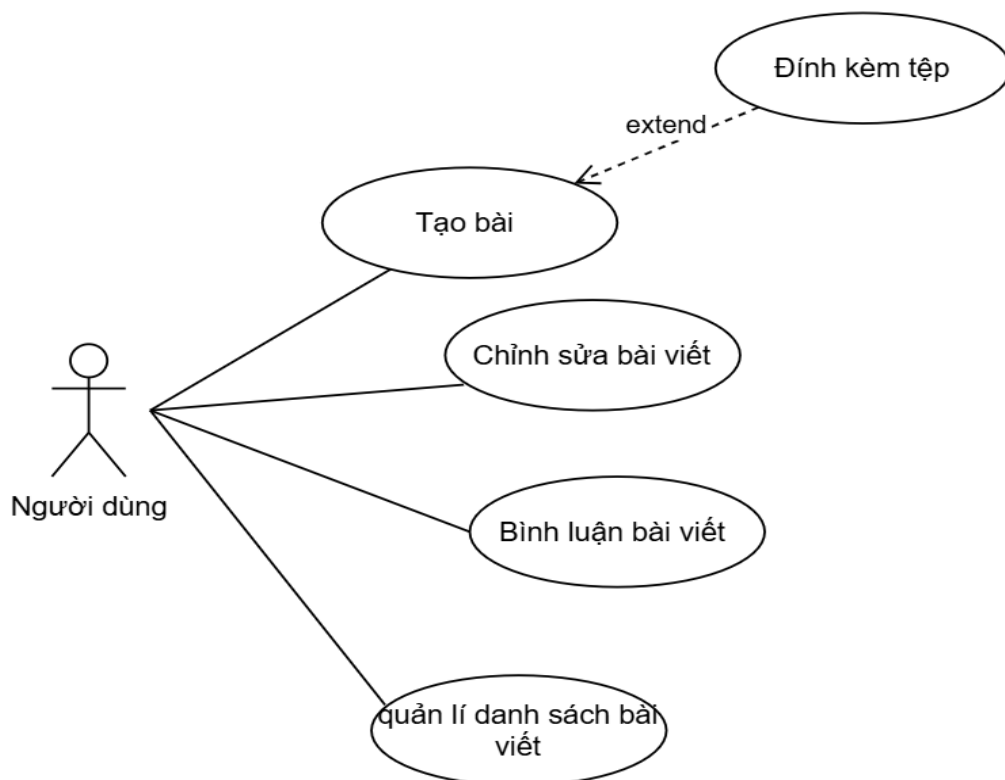 Đính kèm tệp
extend
Tạo bài
Chỉnh sửa bài viết
Người dùng
Bình luận bài viết
quản lí danh sách bài
viết